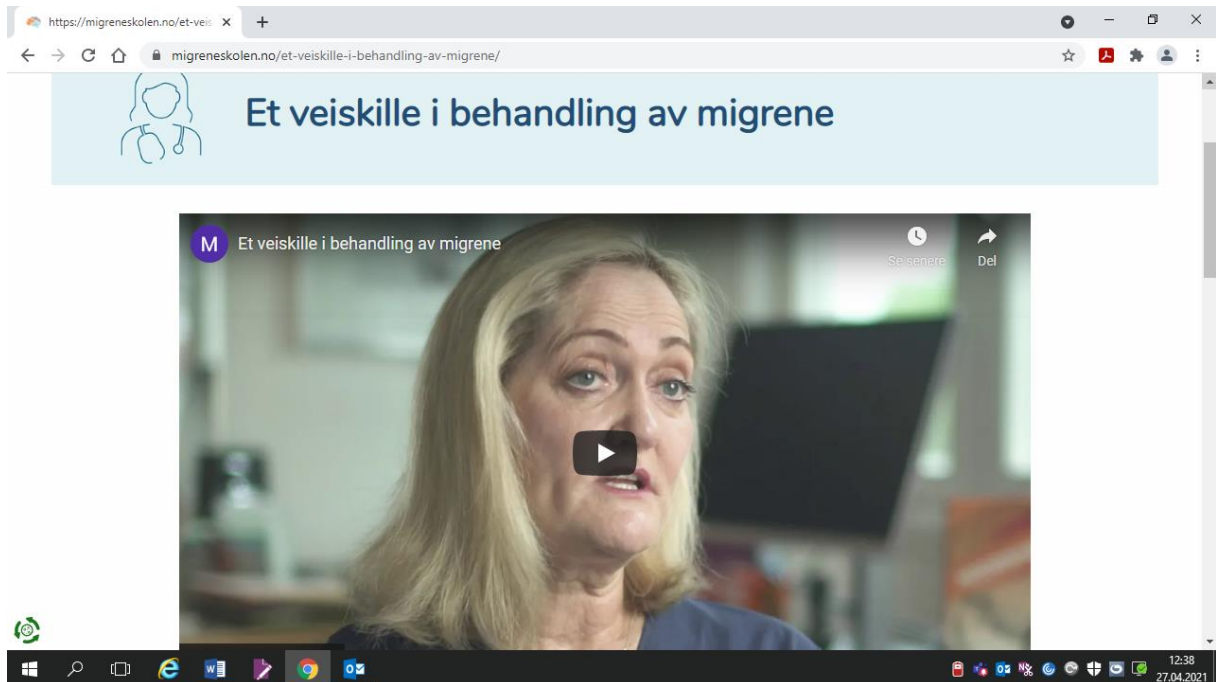 https://migreneskolen.no/et-veis
migreneskolen.no/et-veiskille-i-behandling-av-migrene/
Et veiskille i behandling av migrene
M Et veiskille i behandling av migrene
Se senere Del
12:38
27.04.2021